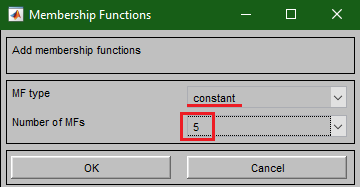 Membership Functions
Add membership functions
MF type
constant
Number of MFs
5
OK
Cancel